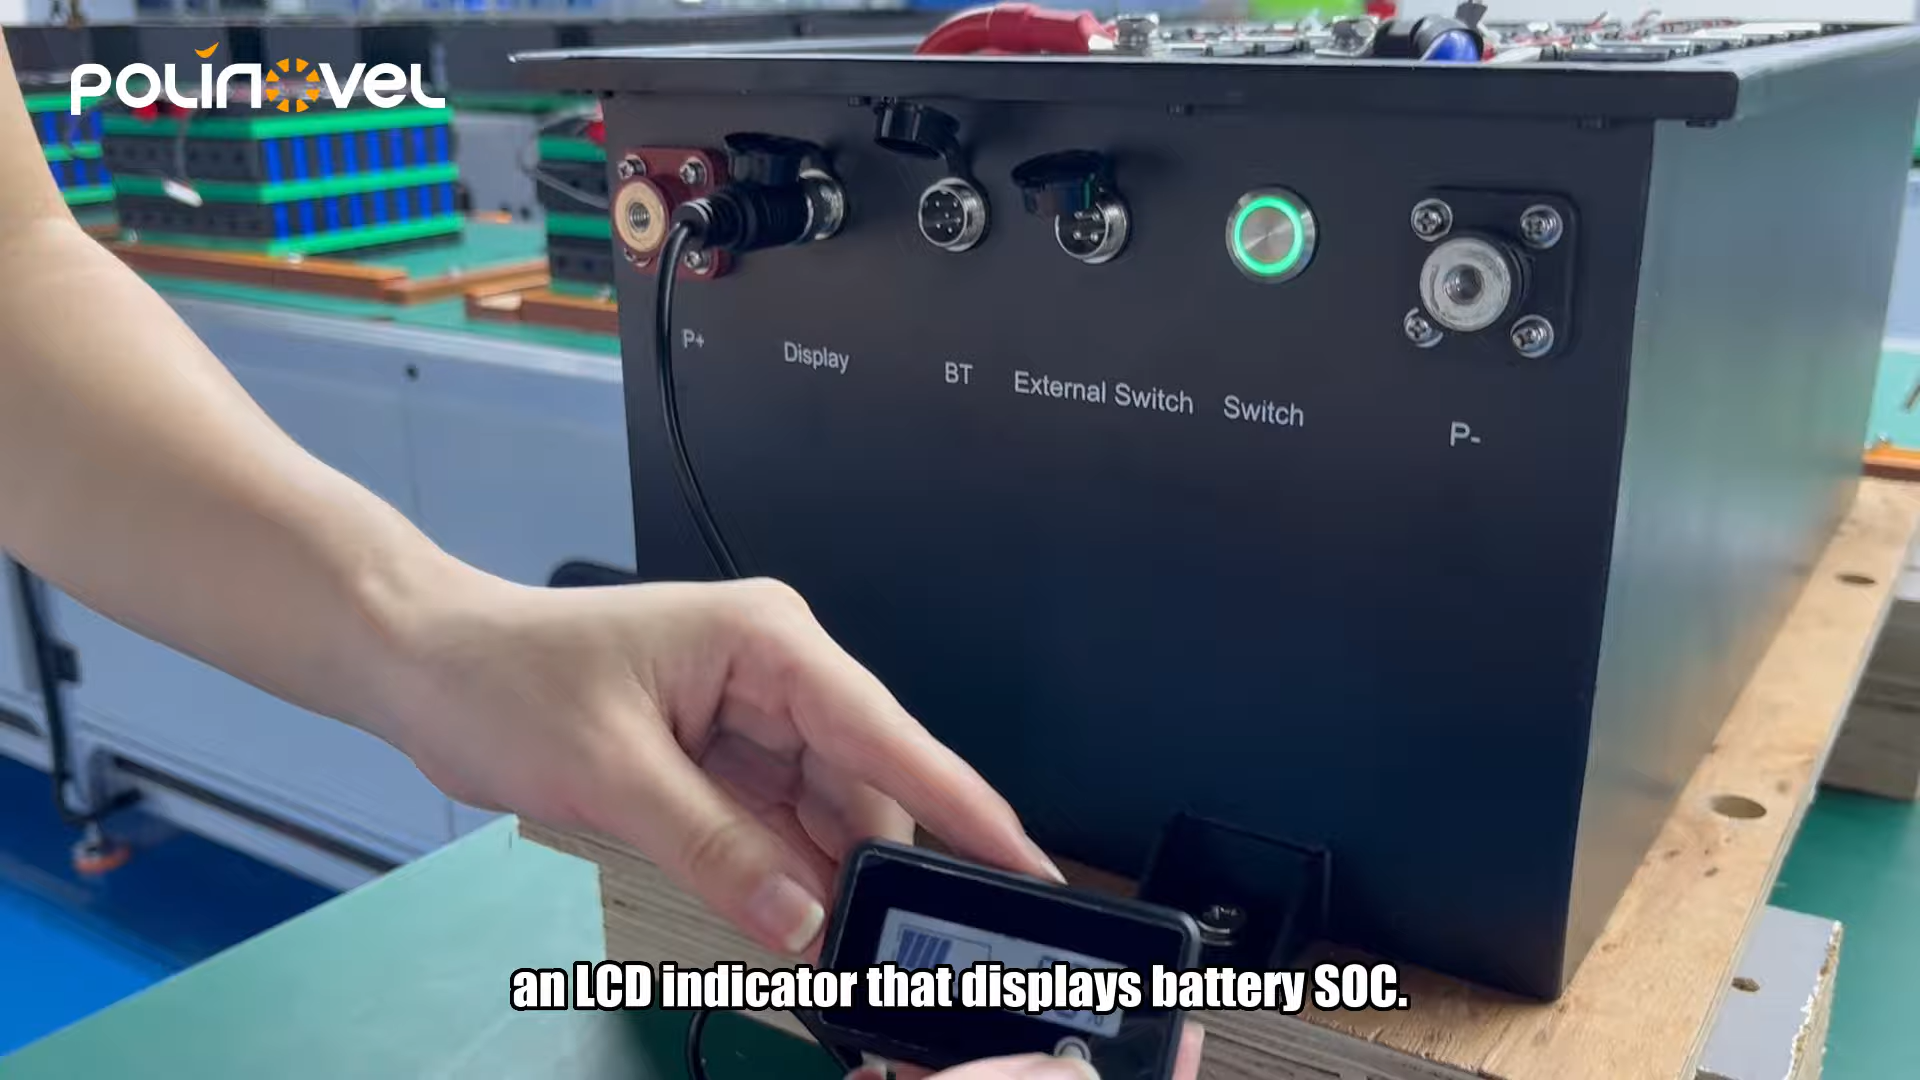 POLINOVEL
P+
Display
BT
External Switch
Switch
P-
an LCD indicator that displays battery SOC.